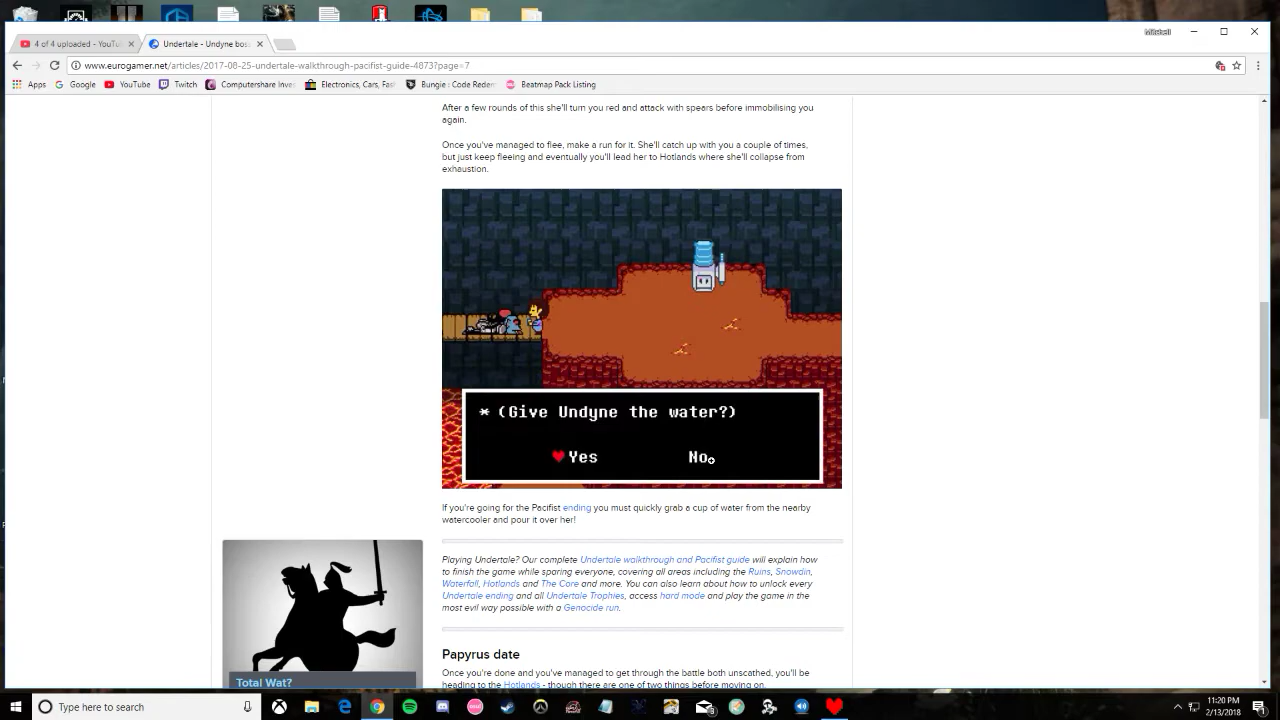 Mitchell
4 of 4 uploaded - YouTu
Undertale - Undyne bos
www.eurogamer.net/articles/2017-08-25-undertale-walkthrough-pacifist-guide-4873?page=7
Apps Google YouTube Twitch Computershare Inves Electronics, Cars, Fas Bungie : Code Redem Beatmap Pack Listing
After a few rounds of this she'll turn you red and attack with spears before immobilising you
again.
Once you've managed to flee, make a run for it. She'll catch up with you a couple of times,
but just keep fleeing and eventually you'll lead her to Hotlands where she'll collapse from
exhaustion.
* (Give Undyne the water?)
Yes No
If you're going for the Pacifist ending you must quickly grab a cup of water from the nearby
watercooler and pour it over her!
Playing Undertale? Our complete Undertale walkthrough and Pacifist guide will explain how
to finish the game while sparing everyone, covering all areas including the Ruins, Snowdin,
Waterfall, Hotlands and The Core and more. You can also learn about how to unlock every
Undertale ending and all Undertale Trophies, access hard mode and play the game in the
most evil way possible with a Genocide run.
Total Wat?
Papyrus date
Once you're done and you've managed to get through the battle both unscathed, you'll be
heading to the Hotlands - though there are one of two things before moving on.
Type here to search
11:20 PM
2/13/2018